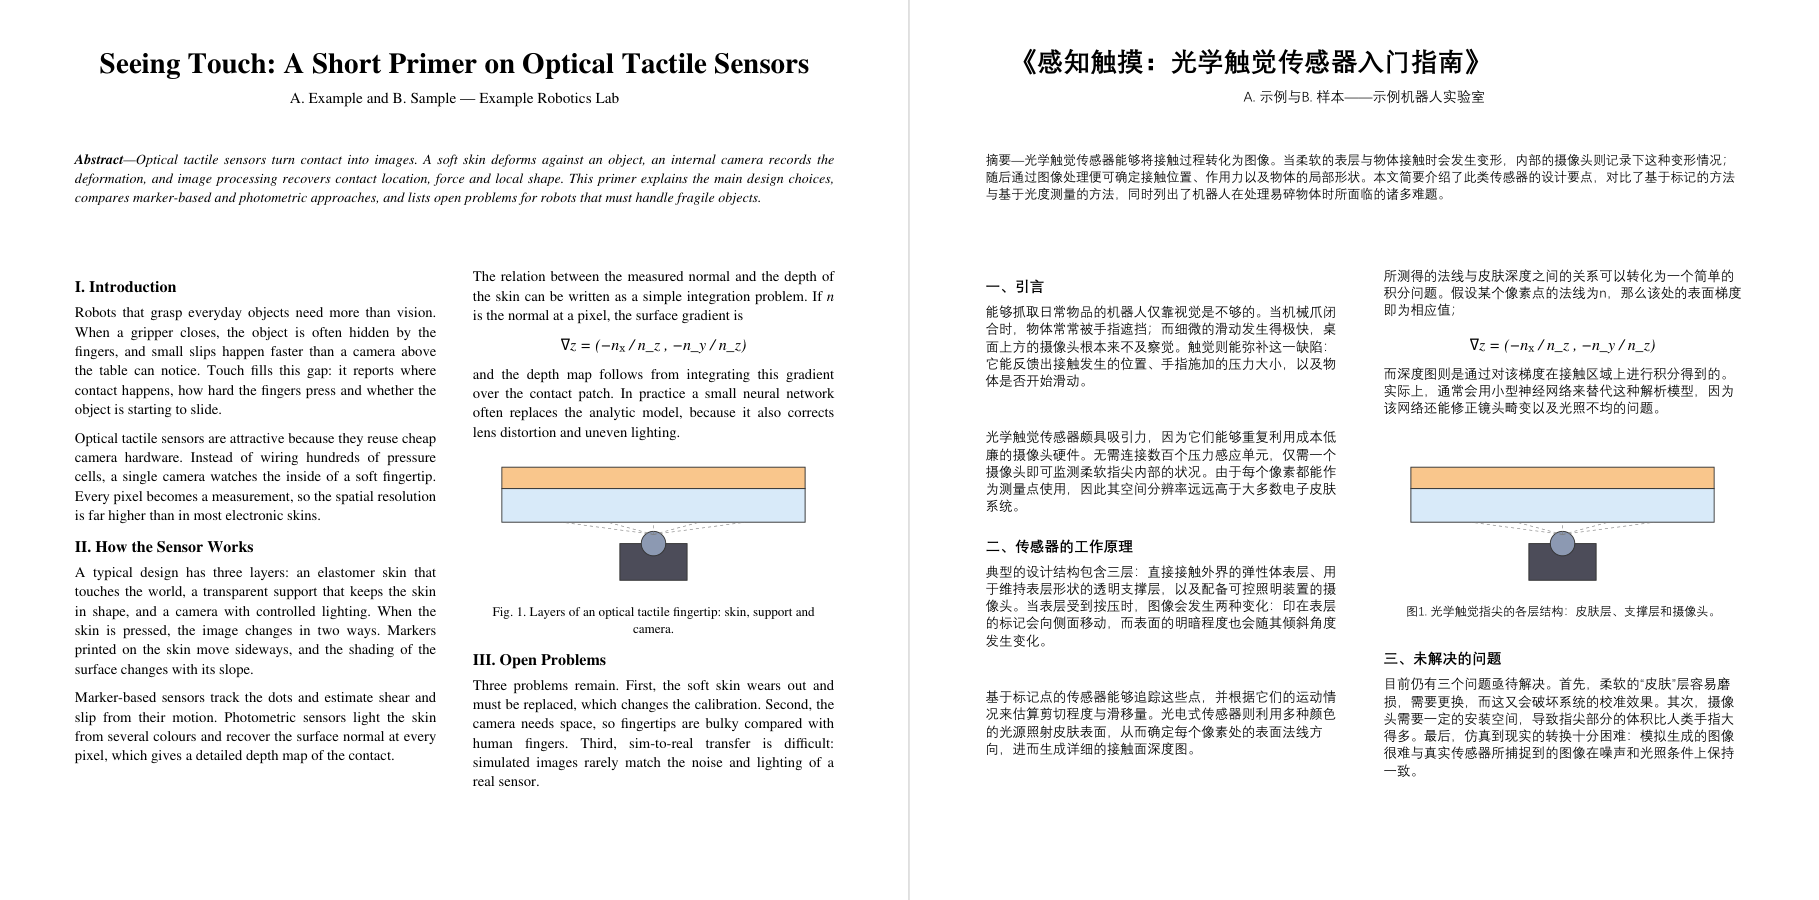 Seeing Touch: A Short Primer on Optical Tactile Sensors
A. Example and B. Sample — Example Robotics Lab
Abstract—Optical tactile sensors turn contact into images. A soft skin deforms against an object, an internal camera records the
deformation, and image processing recovers contact location, force and local shape. This primer explains the main design choices,
compares marker-based and photometric approaches, and lists open problems for robots that must handle fragile objects.
I. Introduction
Robots that grasp everyday objects need more than vision.
When a gripper closes, the object is often hidden by the
fingers, and small slips happen faster than a camera above
the table can notice. Touch fills this gap: it reports where
contact happens, how hard the fingers press and whether the
object is starting to slide.
Optical tactile sensors are attractive because they reuse cheap
camera hardware. Instead of wiring hundreds of pressure
cells, a single camera watches the inside of a soft fingertip.
Every pixel becomes a measurement, so the spatial resolution
is far higher than in most electronic skins.
II. How the Sensor Works
A typical design has three layers: an elastomer skin that
touches the world, a transparent support that keeps the skin
in shape, and a camera with controlled lighting. When the
skin is pressed, the image changes in two ways. Markers
printed on the skin move sideways, and the shading of the
surface changes with its slope.
Marker-based sensors track the dots and estimate shear and
slip from their motion. Photometric sensors light the skin
from several colours and recover the surface normal at every
pixel, which gives a detailed depth map of the contact.
The relation between the measured normal and the depth of
the skin can be written as a simple integration problem. If n
is the normal at a pixel, the surface gradient is
∇z = (−nₓ / n_z , −n_y / n_z)
and the depth map follows from integrating this gradient
over the contact patch. In practice a small neural network
often replaces the analytic model, because it also corrects
lens distortion and uneven lighting.
Fig. 1. Layers of an optical tactile fingertip: skin, support and
camera.
III. Open Problems
Three problems remain. First, the soft skin wears out and
must be replaced, which changes the calibration. Second, the
camera needs space, so fingertips are bulky compared with
human fingers. Third, sim-to-real transfer is difficult:
simulated images rarely match the noise and lighting of a
real sensor.
《感知触摸：光学触觉传感器入门指南》
A. 示例与B. 样本——示例机器人实验室
摘要—光学触觉传感器能够将接触过程转化为图像。当柔软的表层与物体接触时会发生变形，内部的摄像头则记录下这种变形情况；
随后通过图像处理便可确定接触位置、作用力以及物体的局部形状。本文简要介绍了此类传感器的设计要点，对比了基于标记的方法
与基于光度测量的方法，同时列出了机器人在处理易碎物体时所面临的诸多难题。
一、引言
能够抓取日常物品的机器人仅靠视觉是不够的。当机械爪闭
合时，物体常常被手指遮挡；而细微的滑动发生得极快，桌
面上方的摄像头根本来不及察觉。触觉则能弥补这一缺陷：
它能反馈出接触发生的位置、手指施加的压力大小，以及物
体是否开始滑动。
光学触觉传感器颇具吸引力，因为它们能够重复利用成本低
廉的摄像头硬件。无需连接数百个压力感应单元，仅需一个
摄像头即可监测柔软指尖内部的状况。由于每个像素都能作
为测量点使用，因此其空间分辨率远远高于大多数电子皮肤
系统。
二、传感器的工作原理
典型的设计结构包含三层：直接接触外界的弹性体表层、用
于维持表层形状的透明支撑层，以及配备可控照明装置的摄
像头。当表层受到按压时，图像会发生两种变化：印在表层
的标记会向侧面移动，而表面的明暗程度也会随其倾斜角度
发生变化。
基于标记点的传感器能够追踪这些点，并根据它们的运动情
况来估算剪切程度与滑移量。光电式传感器则利用多种颜色
的光源照射皮肤表面，从而确定每个像素处的表面法线方
向，进而生成详细的接触面深度图。
所测得的法线与皮肤深度之间的关系可以转化为一个简单的
积分问题。假设某个像素点的法线为n，那么该处的表面梯度
即为相应值；
∇z = (−nₓ / n_z , −n_y / n_z)
而深度图则是通过对该梯度在接触区域上进行积分得到的。
实际上，通常会用小型神经网络来替代这种解析模型，因为
该网络还能修正镜头畸变以及光照不均的问题。
图1. 光学触觉指尖的各层结构：皮肤层、支撑层和摄像头。
三、未解决的问题
目前仍有三个问题亟待解决。首先，柔软的“皮肤”层容易磨
损，需要更换，而这又会破坏系统的校准效果。其次，摄像
头需要一定的安装空间，导致指尖部分的体积比人类手指大
得多。最后，仿真到现实的转换十分困难：模拟生成的图像
很难与真实传感器所捕捉到的图像在噪声和光照条件上保持
一致。